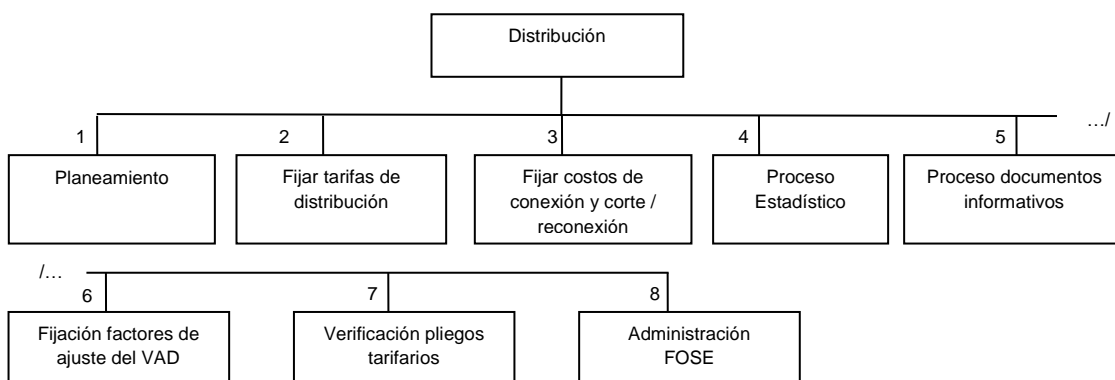 Distribución
…/
1
2
3
4
5
Planeamiento
Fijar tarifas de
distribución
Fijar costos de
conexión y corte /
reconexión
Proceso
Estadístico
Proceso documentos
informativos
/…
6
7
8
Fijación factores de
ajuste del VAD
Verificación pliegos
tarifarios
Administración
FOSE